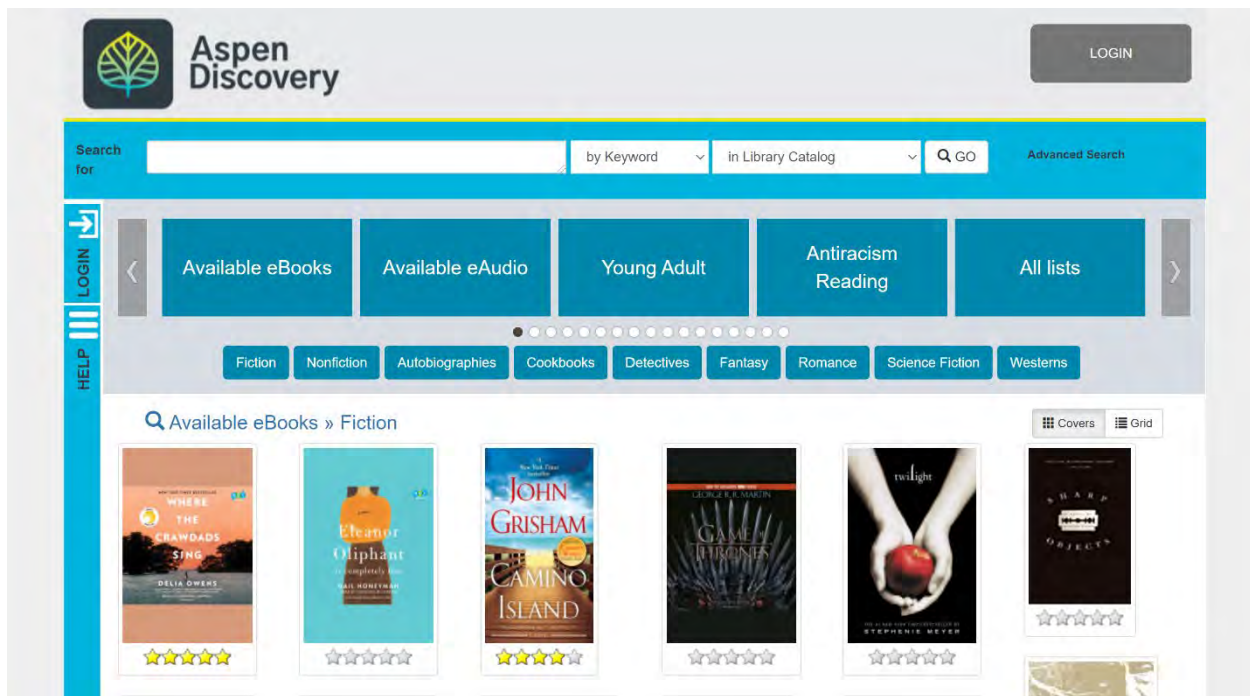 Aspen
Discovery
LOGIN
Search
for
by Keyword
in Library Catalog
GO
Advanced Search
LOGIN
HELP
Available eBooks
Available eAudio
Young Adult
Antiracism
Reading
All lists
Fiction
Nonfiction
Autobiographies
Cookbooks
Detectives
Fantasy
Romance
Science Fiction
Westerns
Available eBooks » Fiction
Covers
Grid
WHERE
THE
CRAWDADS
SING
DELIA OWENS
Eleanor
Oliphant
is completely fine
GAIL HONEYMAN
JOHN
GRISHAM
CAMINO
ISLAND
GEORGE R. R. MARTIN
GAME OF
THRONES
twilight
STEPHENIE MEYER
SHARP
OBJECTS